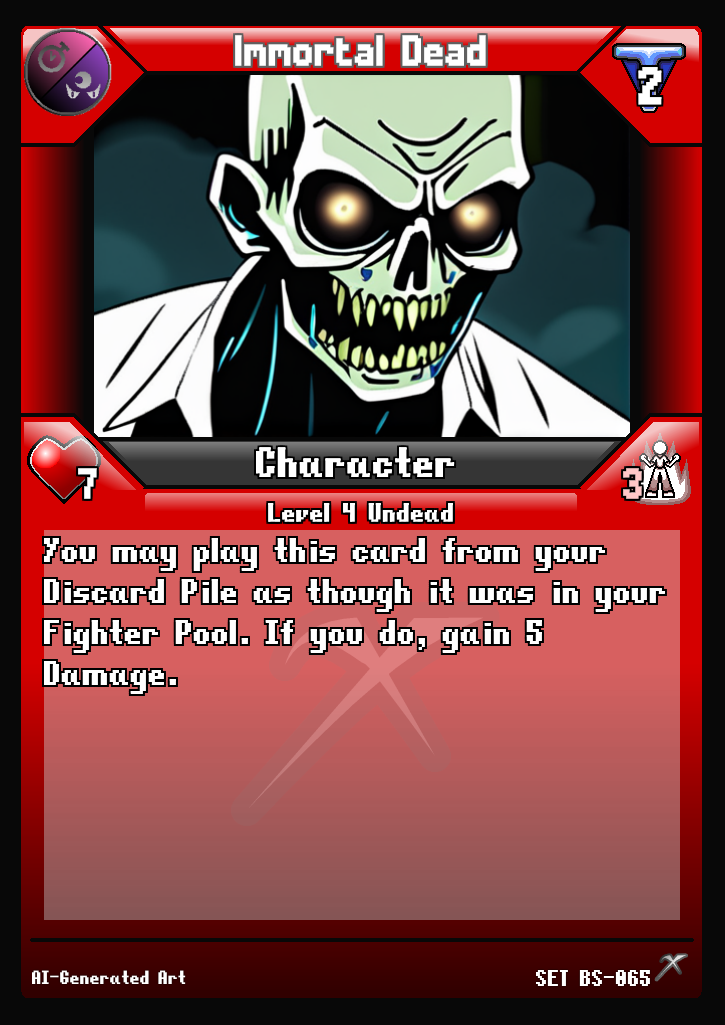 Immortal Dead
2
Character
7
3
Level 4 Undead
You may play this card from your
Discard Pile as though it was in your
Fighter Pool. If you do, gain 5
Damage.
AI-Generated Art
SET BS-065